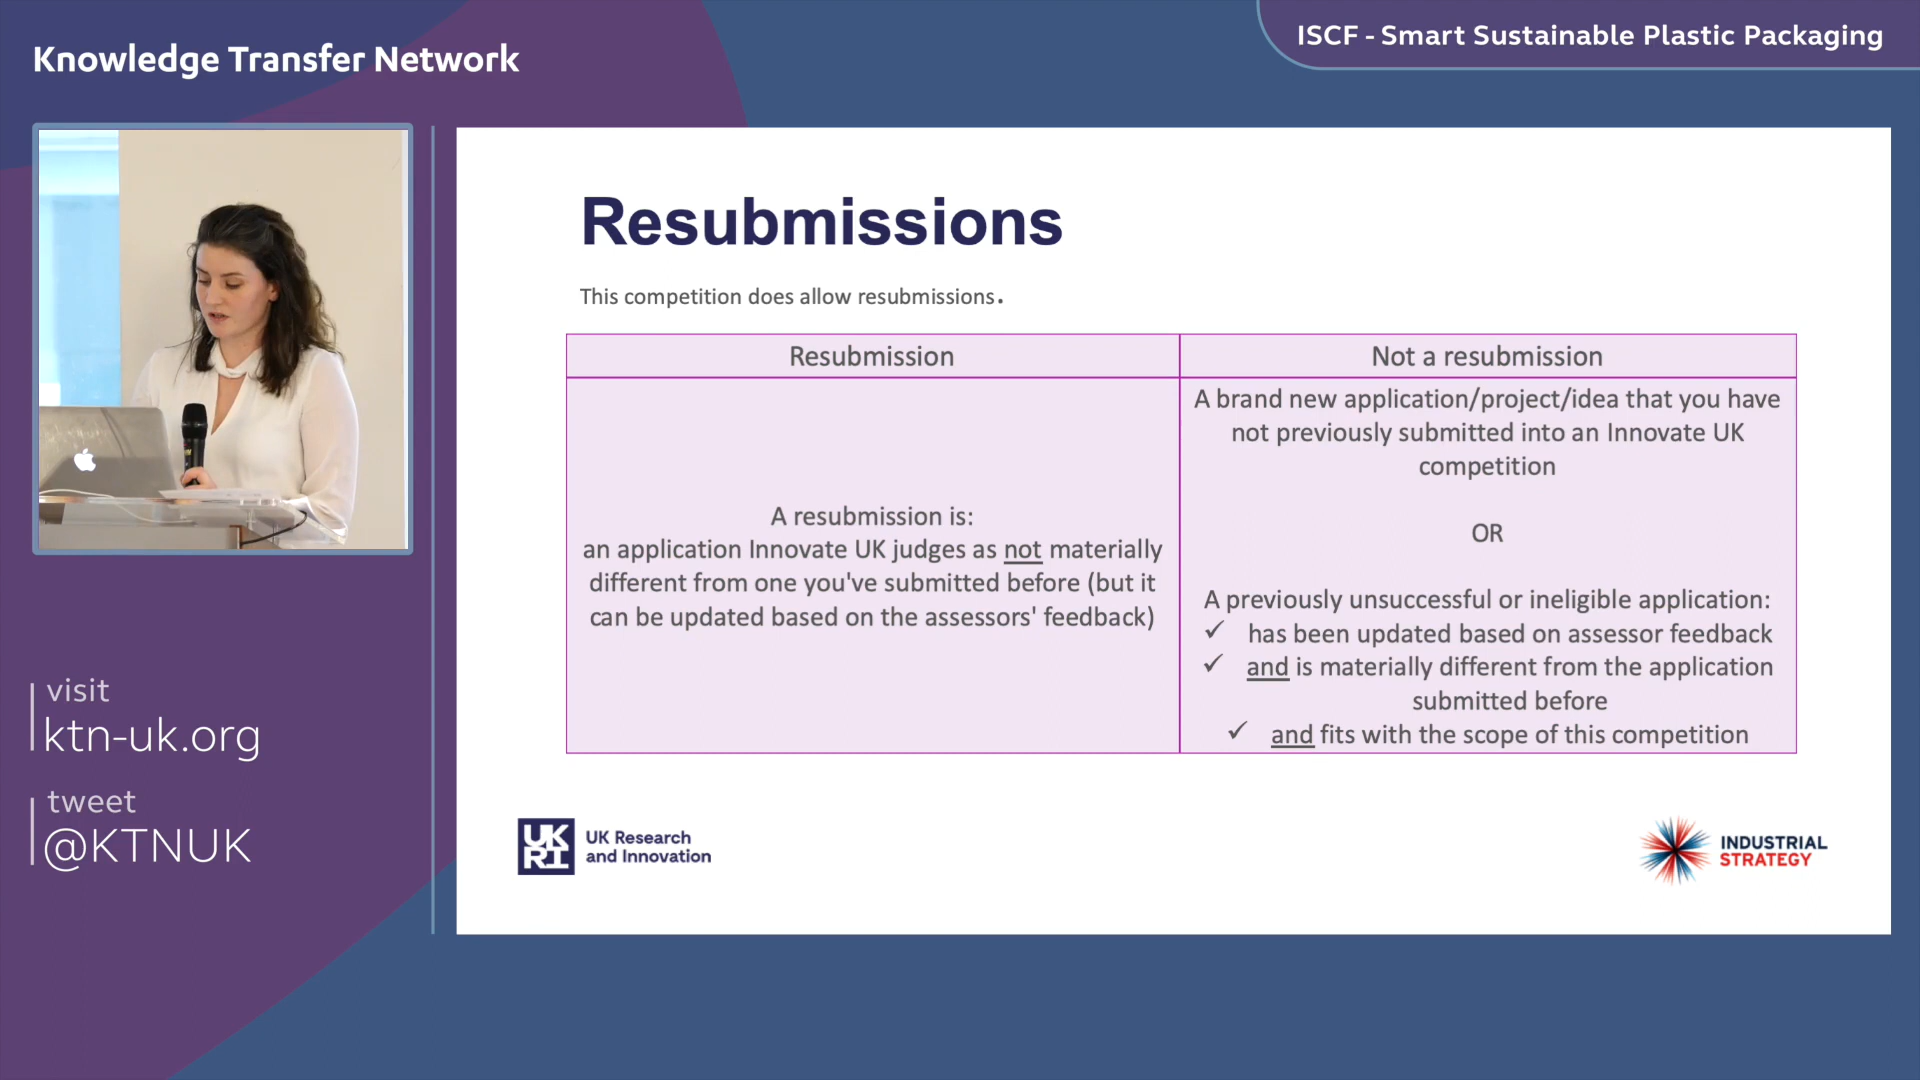 Knowledge Transfer Network
ISCF - Smart Sustainable Plastic Packaging
Resubmissions
This competition does allow resubmissions.
Resubmission
Not a resubmission
A resubmission is:
an application Innovate UK judges as not materially
different from one you've submitted before (but it
can be updated based on the assessors' feedback)
A brand new application/project/idea that you have
not previously submitted into an Innovate UK
competition
OR
A previously unsuccessful or ineligible application:
✓ has been updated based on assessor feedback
✓ and is materially different from the application
submitted before
✓ and fits with the scope of this competition
visit
ktn-uk.org
tweet
@KTNUK
UK
RI
UK Research
and Innovation
INDUSTRIAL
STRATEGY